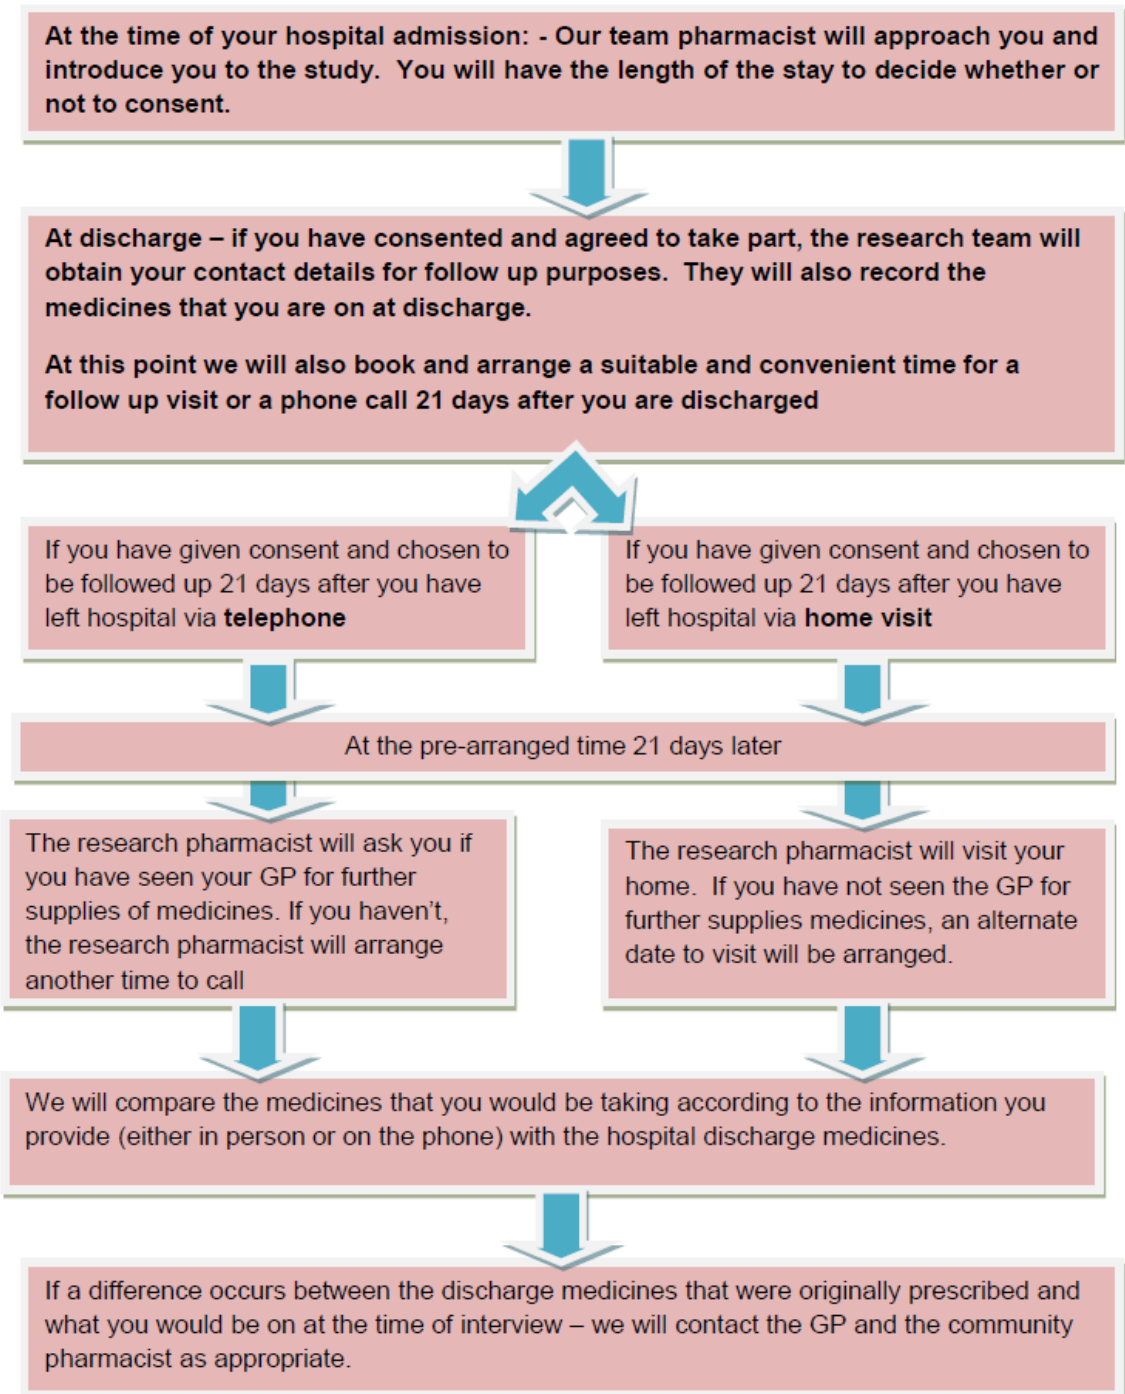 At the time of your hospital admission: - Our team pharmacist will approach you and
introduce you to the study.  You will have the length of the stay to decide whether or
not to consent.
At discharge – if you have consented and agreed to take part, the research team will
obtain your contact details for follow up purposes.  They will also record the
medicines that you are on at discharge.
At this point we will also book and arrange a suitable and convenient time for a
follow up visit or a phone call 21 days after you are discharged
If you have given consent and chosen to
be followed up 21 days after you have
left hospital via telephone
If you have given consent and chosen to
be followed up 21 days after you have
left hospital via home visit
At the pre-arranged time 21 days later
The research pharmacist will ask you if
you have seen your GP for further
supplies of medicines. If you haven't,
the research pharmacist will arrange
another time to call
The research pharmacist will visit your
home.  If you have not seen the GP for
further supplies medicines, an alternate
date to visit will be arranged.
We will compare the medicines that you would be taking according to the information you
provide (either in person or on the phone) with the hospital discharge medicines.
If a difference occurs between the discharge medicines that were originally prescribed and
what you would be on at the time of interview – we will contact the GP and the community
pharmacist as appropriate.